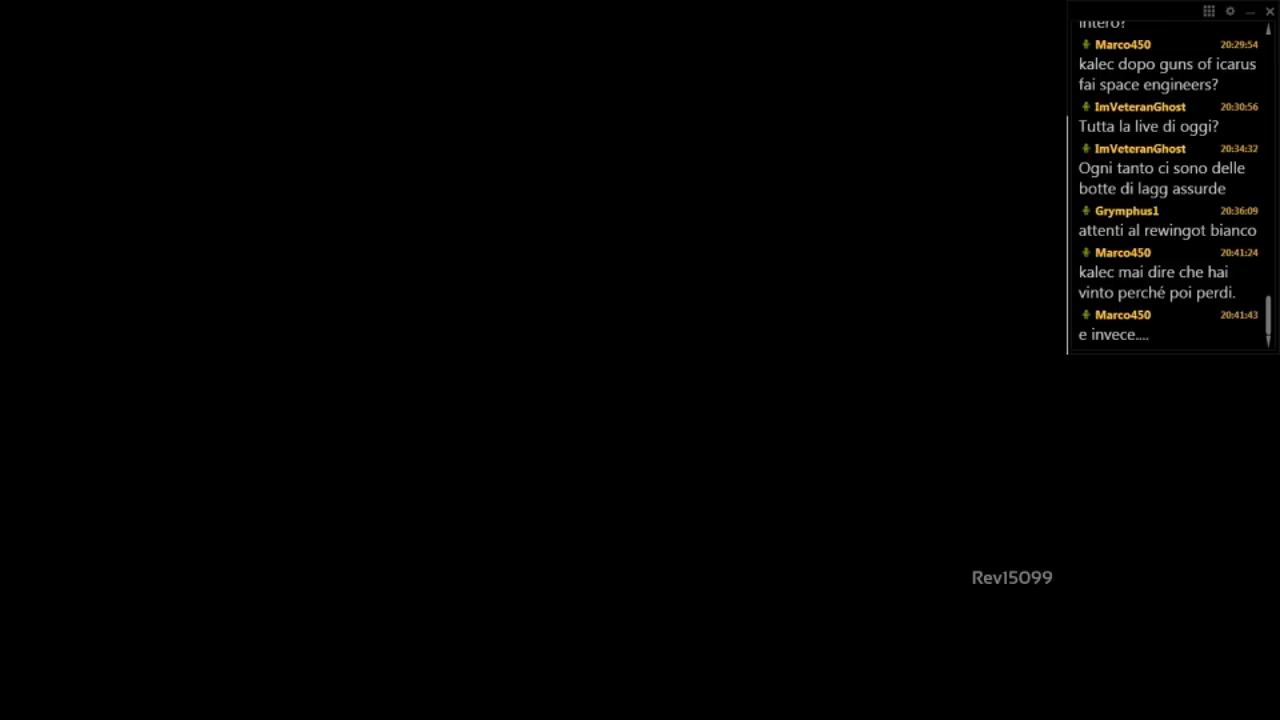 intero?
Marco450 20:29:54
kalec dopo guns of icarus
fai space engineers?
ImVeteranGhost 20:30:56
Tutta la live di oggi?
ImVeteranGhost 20:34:32
Ogni tanto ci sono delle
botte di lagg assurde
Grymphus1 20:36:09
attenti al rewingot bianco
Marco450 20:41:24
kalec mai dire che hai
vinto perché poi perdi.
Marco450 20:41:43
e invece....
Rev15099